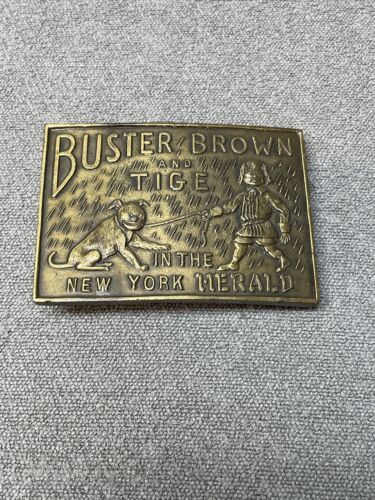 BUSTER BROWN
AND
TIGE
IN THE
NEW YORK HERALD